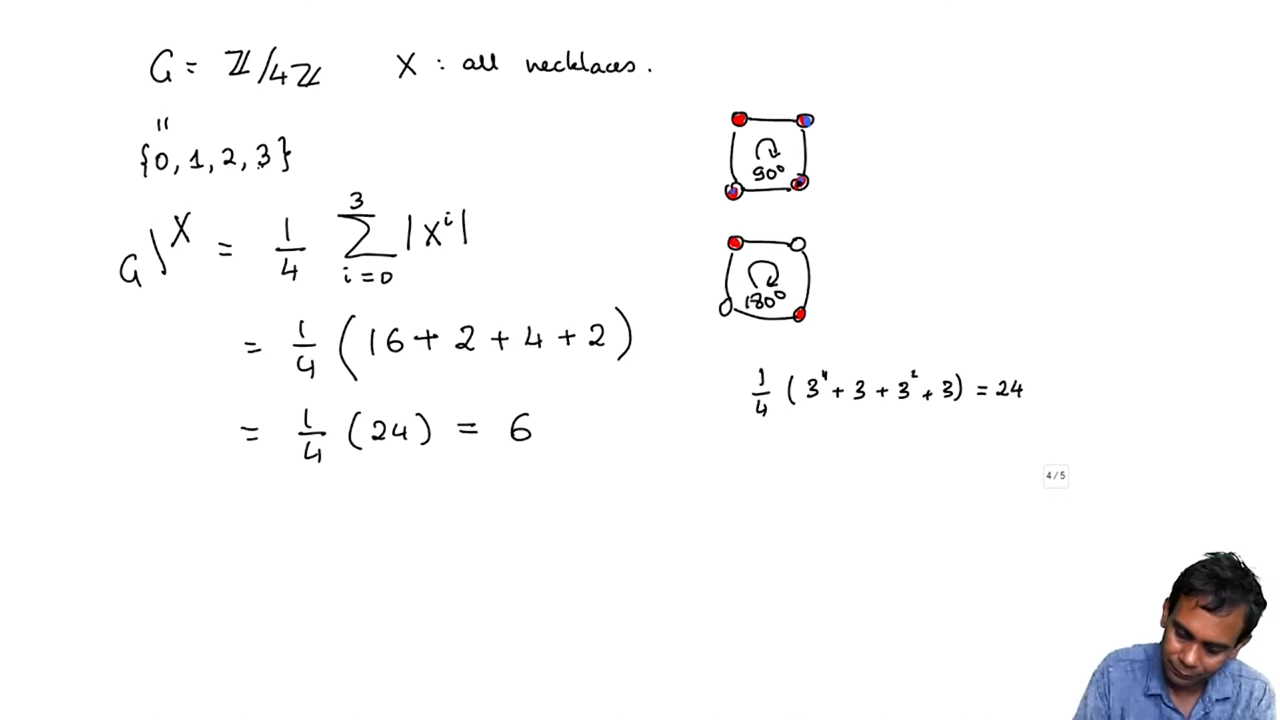 G = ℤ/4ℤ X : all necklaces.
"
{0, 1, 2, 3}
G\X = 1/4 ∑_{i=0}^{3} |X^i|
= 1/4 (16 + 2 + 4 + 2)
= 1/4 (24) = 6
90°
180°
1/4 (3^4 + 3 + 3^2 + 3) = 24
4/5